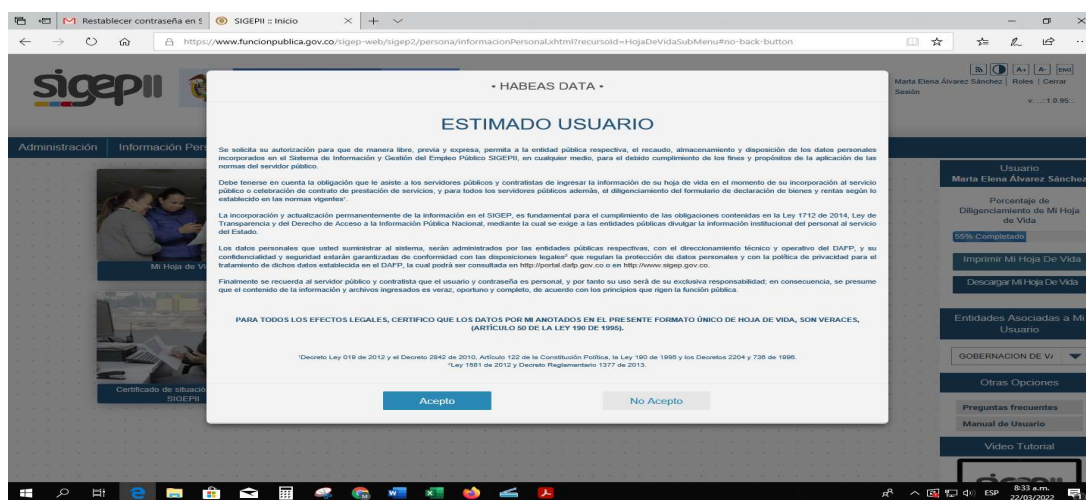 Restablecer contraseña en S
SIGEPII :: Inicio
https://www.funcionpublica.gov.co/sigep-web/sigep2/persona/informacionPersonal.xhtml?recursoId=HojaDeVidaSubMenu#no-back-button
sigepII
A+ A- ENG
Marta Elena Álvarez Sánchez | Roles | Cerrar
Sesión
Administración Información Pers
• HABEAS DATA •
ESTIMADO USUARIO
Se solicita su autorización para que de manera libre, previa y expresa, permita a la entidad pública respectiva, el recaudo, almacenamiento y disposición de los datos personales
incorporados en el Sistema de Información y Gestión del Empleo Público SIGEPII, en cualquier medio, para el debido cumplimiento de los fines y propósitos de la aplicación de las
normas del servidor público.
Debe tenerse en cuenta la obligación que le asiste a los servidores públicos y contratistas de ingresar la información de su hoja de vida en el momento de su incorporación al servicio
público o celebración de contrato de prestación de servicios, y para todos los servidores públicos además, el diligenciamiento del formulario de declaración de bienes y rentas según lo
establecido en las normas vigentes¹.
La incorporación y actualización permanentemente de la información en el SIGEP, es fundamental para el cumplimiento de las obligaciones contenidas en la Ley 1712 de 2014, Ley de
Transparencia y del Derecho de Acceso a la Información Pública Nacional, mediante la cual se exige a las entidades públicas divulgar la información institucional del personal al servicio
del Estado.
Los datos personales que usted suministrar al sistema, serán administrados por las entidades públicas respectivas, con el direccionamiento técnico y operativo del DAFP, y su
confidencialidad y seguridad estarán garantizadas de conformidad con las disposiciones legales² que regulan la protección de datos personales y con la política de privacidad para el
tratamiento de dichos datos establecida en el DAFP, la cual podrá ser consultada en http://portal.dafp.gov.co o en http://www.sigep.gov.co.
Finalmente se recuerda al servidor público y contratista que el usuario y contraseña es personal, y por tanto su uso será de su exclusiva responsabilidad; en consecuencia, se presume
que el contenido de la información y archivos ingresados es veraz, oportuno y completo, de acuerdo con los principios que rigen la función pública.
PARA TODOS LOS EFECTOS LEGALES, CERTIFICO QUE LOS DATOS POR MI ANOTADOS EN EL PRESENTE FORMATO ÚNICO DE HOJA DE VIDA, SON VERACES,
(ARTÍCULO 50 DE LA LEY 190 DE 1995).
¹Decreto Ley 019 de 2012 y el Decreto 2842 de 2010, Artículo 122 de la Constitución Política, la Ley 190 de 1995 y los Decretos 2204 y 736 de 1996.
²Ley 1581 de 2012 y Decreto Reglamentario 1377 de 2013.
Acepto No Acepto
Mi Hoja de Vi
Certificado de situació
SIGEPII
Usuario
Marta Elena Álvarez Sánchez
Porcentaje de
Diligenciamiento de Mi Hoja
de Vida
55% Completado
Imprimir Mi Hoja De Vida
Descargar Mi Hoja De Vida
Entidades Asociadas a Mi
Usuario
GOBERNACION DE VA
Otras Opciones
Preguntas frecuentes
Manual de Usuario
Video Tutorial
ESP
8:33 a.m.
22/03/2022